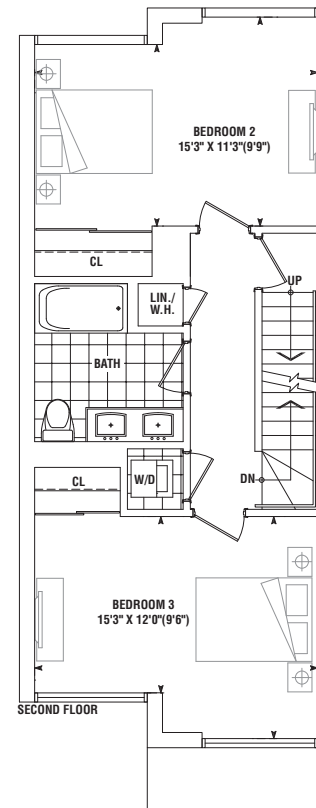 BEDROOM 2
15'3" X 11'3"(9'9")
CL
UP
LIN./
W.H.
BATH
CL
W/D
DN
BEDROOM 3
15'3" X 12'0"(9'6")
SECOND FLOOR